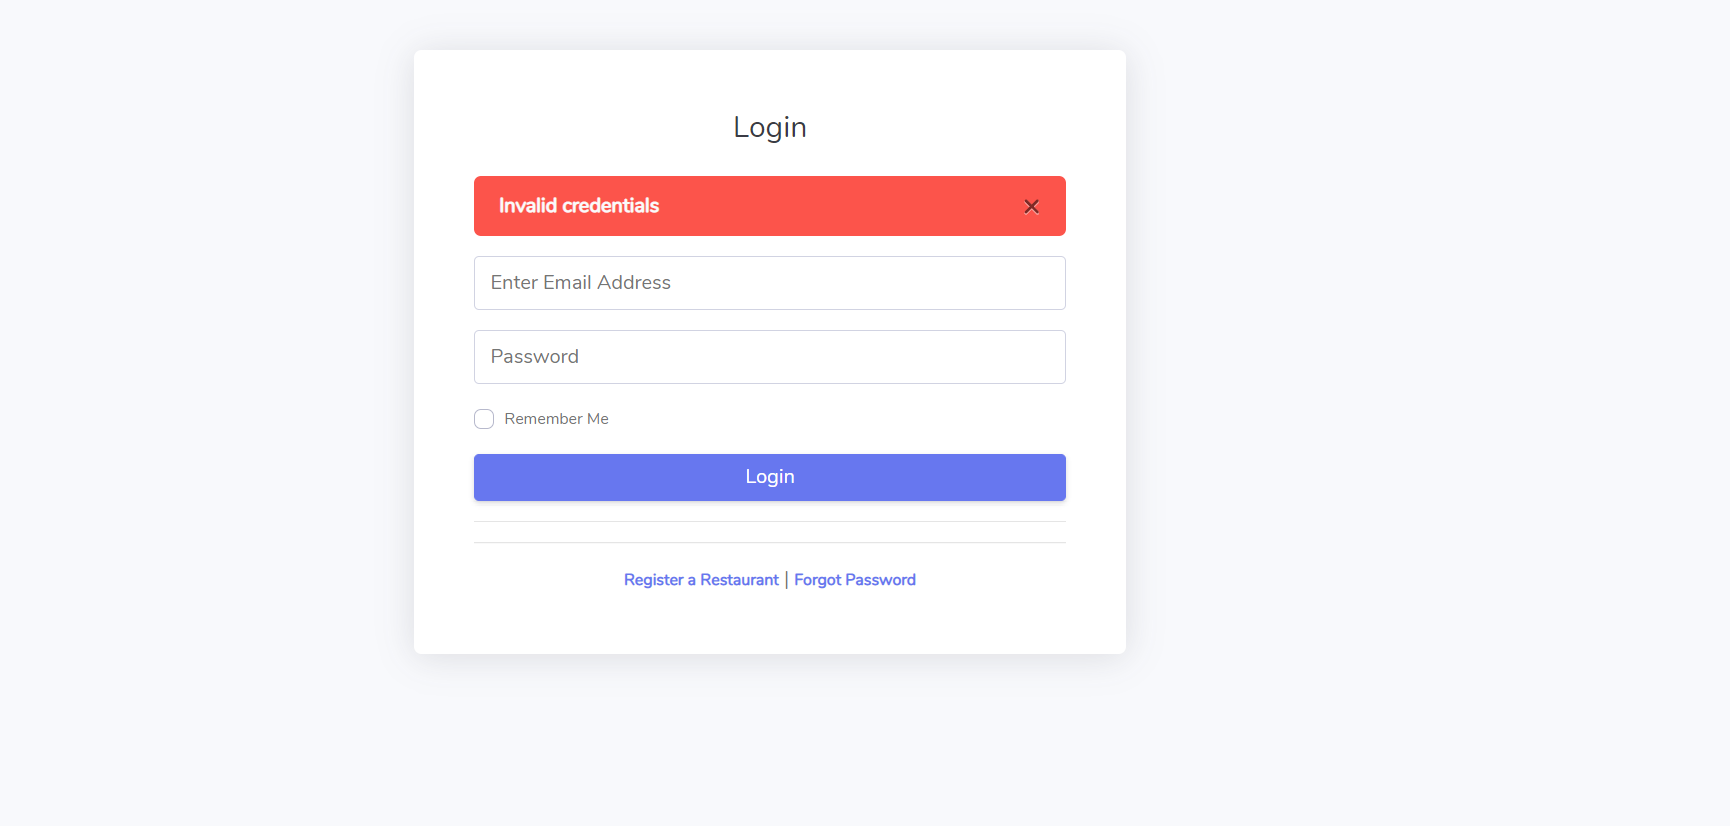 Login
Invalid credentials ×
Enter Email Address
Password
Remember Me
Login
Register a Restaurant | Forgot Password